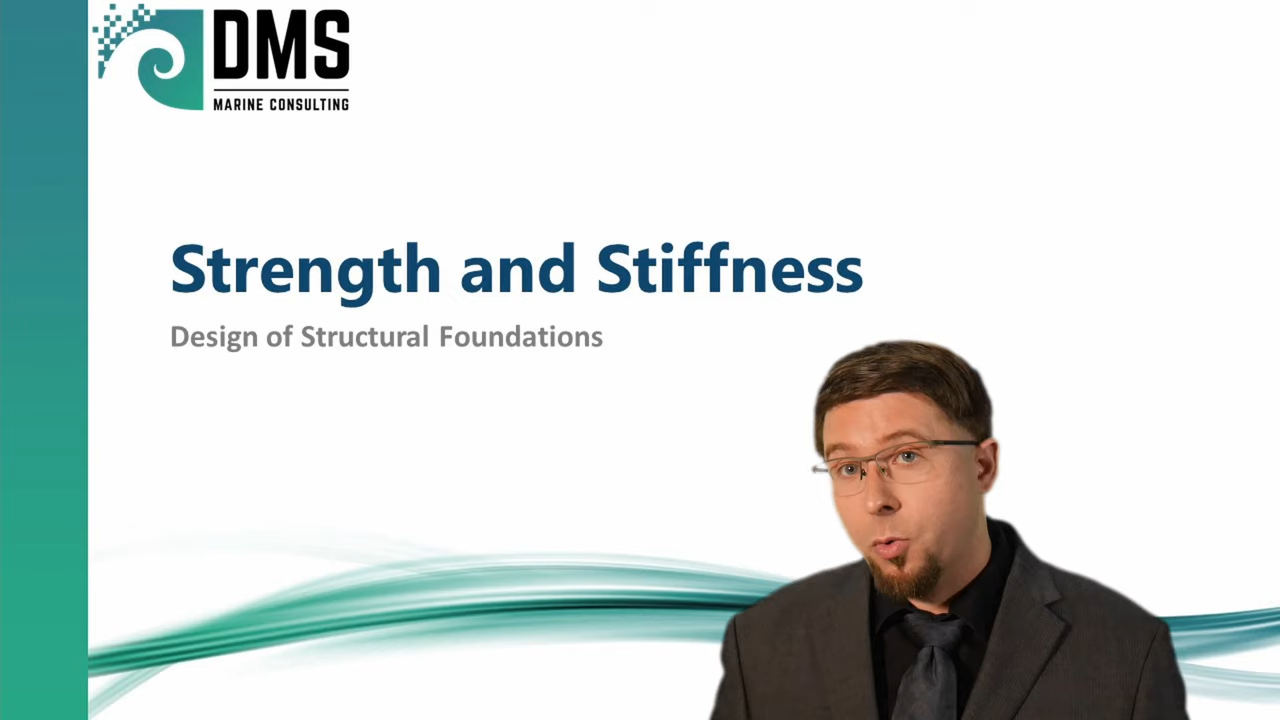 DMS
MARINE CONSULTING
Strength and Stiffness
Design of Structural Foundations